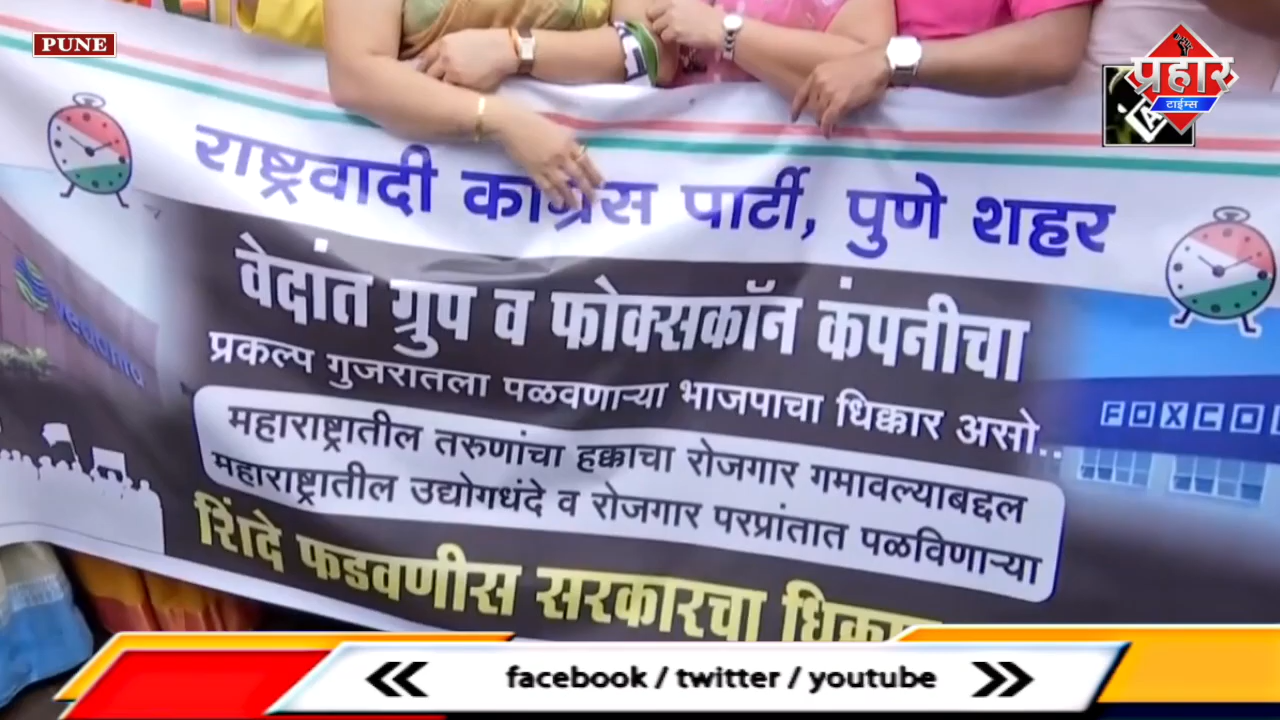 PUNE
प्रहार
टाईम्स
राष्ट्रवादी काँग्रेस पार्टी, पुणे शहर
वेदांत ग्रुप व फोक्सकॉन कंपनीचा
प्रकल्प गुजरातला पळवणाऱ्या भाजपाचा धिक्कार असो..
महाराष्ट्रातील तरुणांचा हक्काचा रोजगार गमावल्याबद्दल
महाराष्ट्रातील उद्योगधंदे व रोजगार परप्रांतात पळविणाऱ्या
शिंदे फडवणीस सरकारचा
vedanta
FOXCO
facebook / twitter / youtube